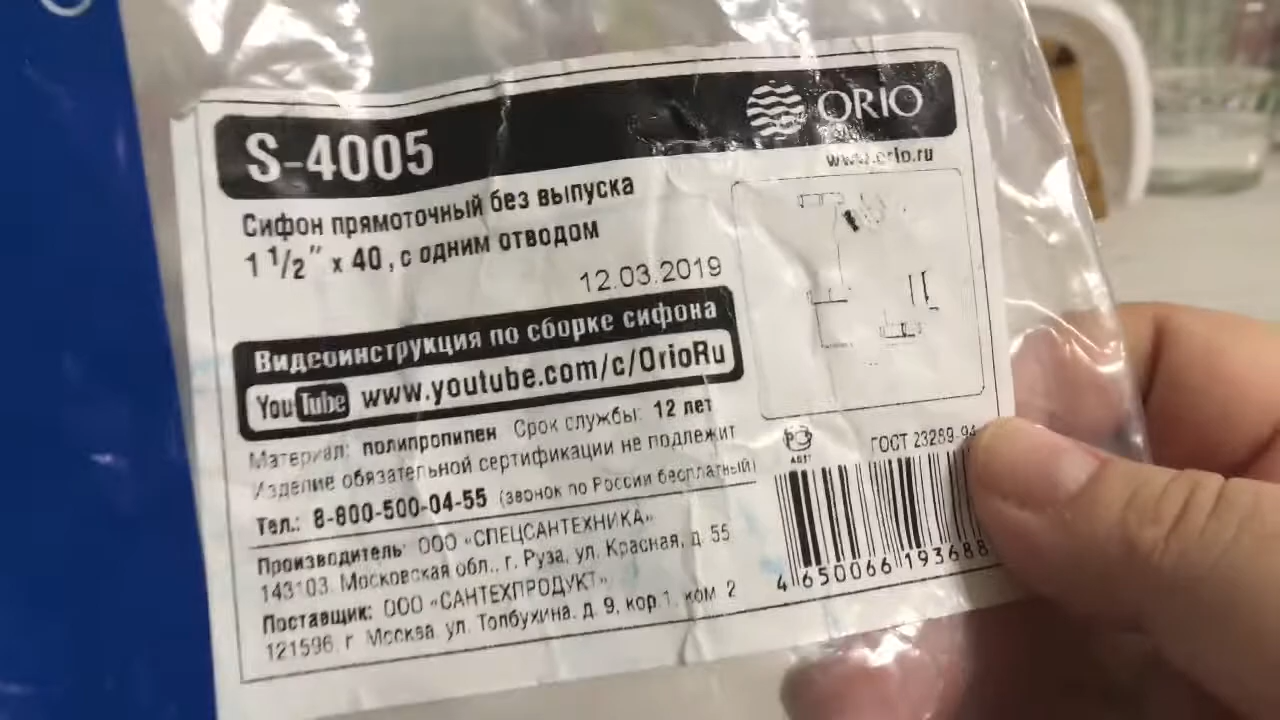 S-4005
ORIO
www.orio.ru
Сифон прямоточный без выпуска
1 1/2" x 40, с одним отводом
12.03.2019
Видеоинструкция по сборке сифона
YouTube www.youtube.com/c/OrioRu
Материал: полипропилен Срок службы: 12 лет
Изделие обязательной сертификации не подлежит
Тел.: 8-800-500-04-55 (звонок по России бесплатный)
Производитель: ООО «СПЕЦСАНТЕХНИКА»
143103, Московская обл., г. Руза, ул. Красная, д. 55
Поставщик: ООО «САНТЕХПРОДУКТ»
121596, г. Москва, ул. Толбухина, д. 9, кор.1, ком. 2
ГОСТ 23289-94
4 650066 193688